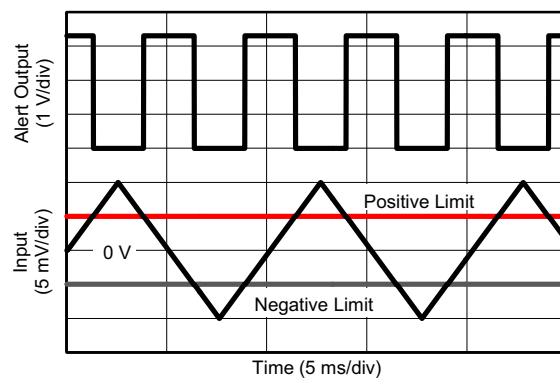 Alert Output
(1 V/div)
Positive Limit
Input
(5 mV/div)
0 V
Negative Limit
Time (5 ms/div)